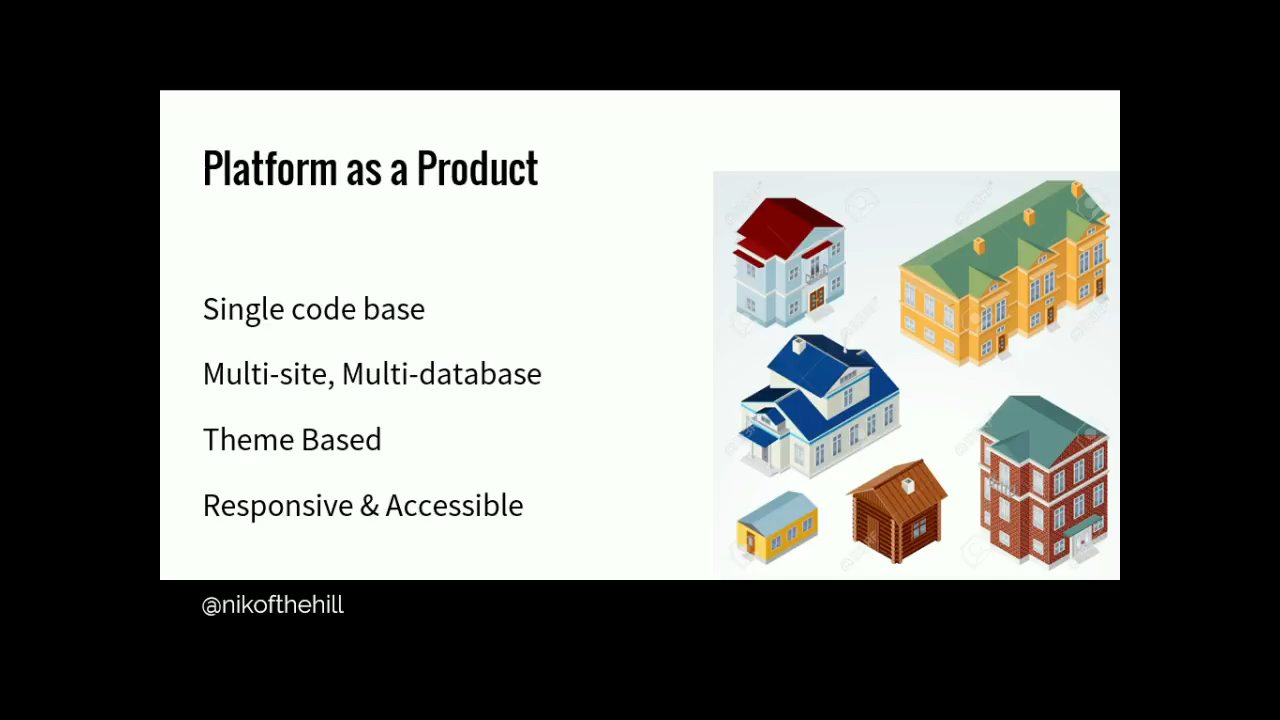 Platform as a Product
Single code base
Multi-site, Multi-database
Theme Based
Responsive & Accessible
@nikofthehill